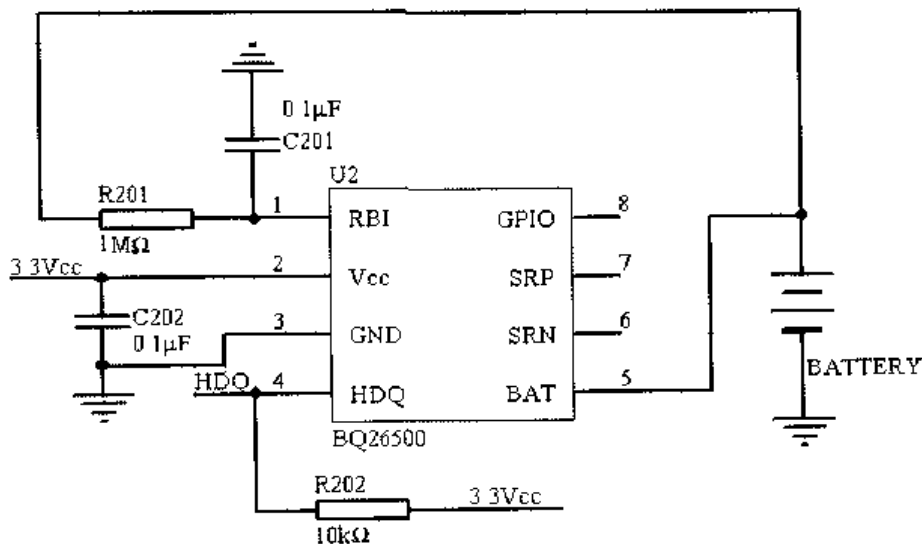 0.1μF
C201
U2
R201
1MΩ
1
RBI
GPIO
8
3.3Vcc
2
Vcc
SRP
7
C202
0.1μF
3
GND
SRN
6
HDQ
4
HDQ
BAT
5
BATTERY
BQ26500
R202
10kΩ
3.3Vcc